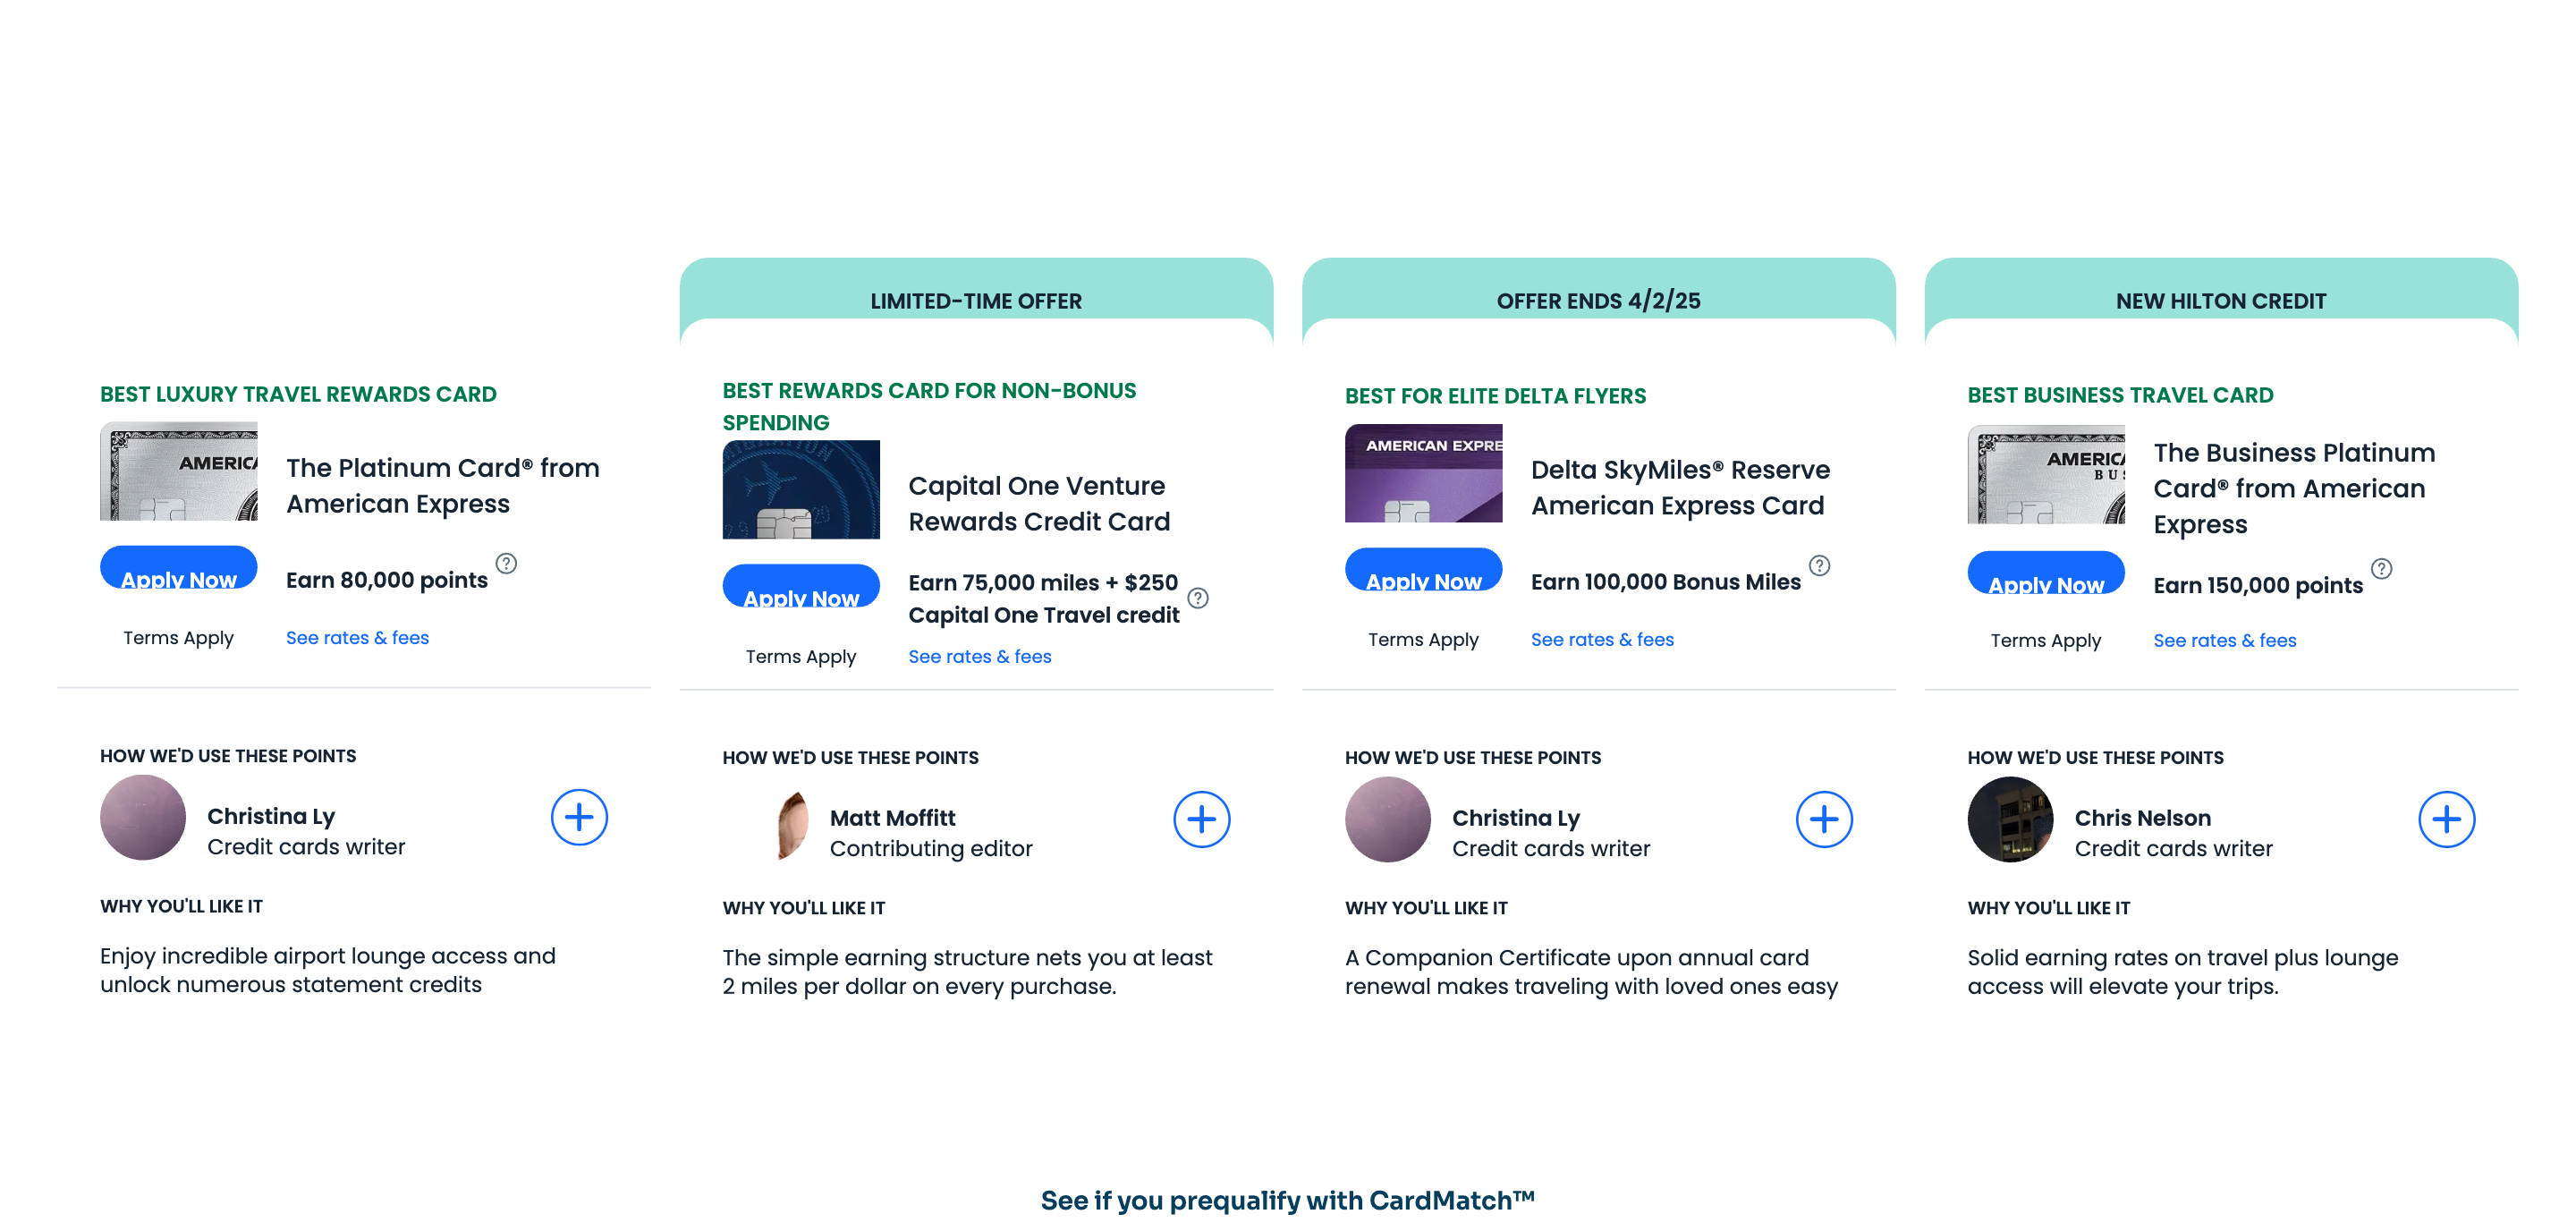 BEST LUXURY TRAVEL REWARDS CARD
AMERICA
The Platinum Card® from
American Express
Apply Now
Earn 80,000 points
Terms Apply
See rates & fees
HOW WE'D USE THESE POINTS
Christina Ly
Credit cards writer
WHY YOU'LL LIKE IT
Enjoy incredible airport lounge access and
unlock numerous statement credits
LIMITED-TIME OFFER
BEST REWARDS CARD FOR NON-BONUS
SPENDING
Capital One Venture
Rewards Credit Card
Apply Now
Earn 75,000 miles + $250
Capital One Travel credit
Terms Apply
See rates & fees
HOW WE'D USE THESE POINTS
Matt Moffitt
Contributing editor
WHY YOU'LL LIKE IT
The simple earning structure nets you at least
2 miles per dollar on every purchase.
OFFER ENDS 4/2/25
BEST FOR ELITE DELTA FLYERS
AMERICAN EXPRE
Delta SkyMiles® Reserve
American Express Card
Apply Now
Earn 100,000 Bonus Miles
Terms Apply
See rates & fees
HOW WE'D USE THESE POINTS
Christina Ly
Credit cards writer
WHY YOU'LL LIKE IT
A Companion Certificate upon annual card
renewal makes traveling with loved ones easy
NEW HILTON CREDIT
BEST BUSINESS TRAVEL CARD
AMERICA
BUS
The Business Platinum
Card® from American
Express
Apply Now
Earn 150,000 points
Terms Apply
See rates & fees
HOW WE'D USE THESE POINTS
Chris Nelson
Credit cards writer
WHY YOU'LL LIKE IT
Solid earning rates on travel plus lounge
access will elevate your trips.
See if you prequalify with CardMatch™